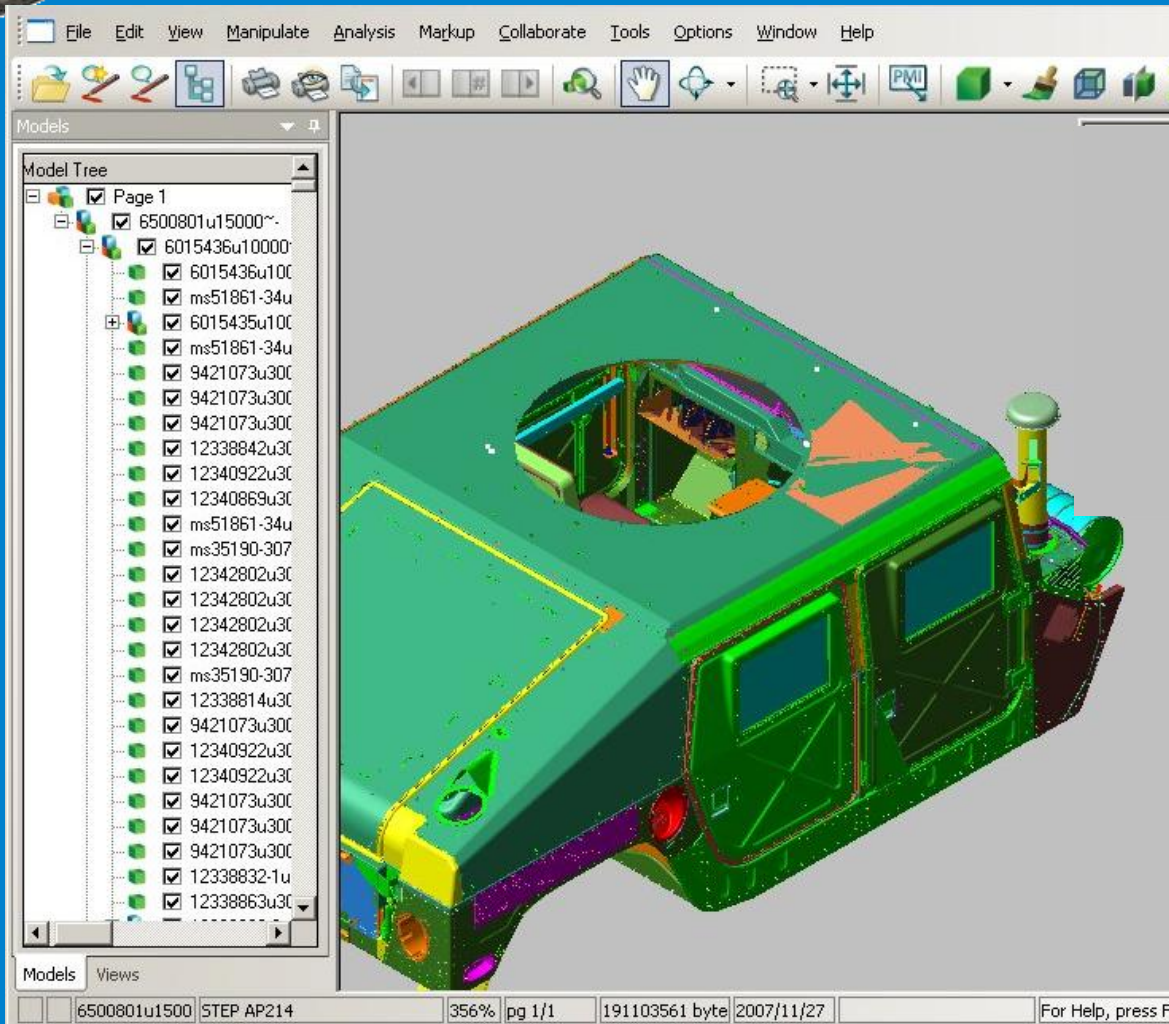 File Edit View Manipulate Analysis Markup Collaborate Tools Options Window Help
PMI
Models
Model Tree
Page 1
6500801u15000~-
6015436u10000
6015436u100
ms51861-34u
6015435u100
ms51861-34u
9421073u300
9421073u300
9421073u300
12338842u30
12340922u30
12340869u30
ms51861-34u
ms35190-307
12342802u30
12342802u30
12342802u30
12342802u30
ms35190-307
12338814u30
9421073u300
12340922u30
12340922u30
9421073u300
9421073u300
9421073u300
12338832-1u
12338863u30
Models Views
6500801u1500 STEP AP214 356% pg 1/1 191103561 byte 2007/11/27 For Help, press F